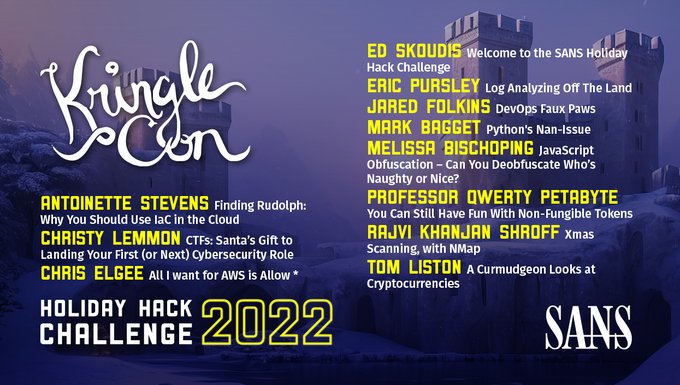 Kringle
Con
ANTOINETTE STEVENS Finding Rudolph:
Why You Should Use IaC in the Cloud
CHRISTY LEMMON CTFs: Santa's Gift to
Landing Your First (or Next) Cybersecurity Role
CHRIS ELGEE All I want for AWS is Allow *
HOLIDAY HACK
CHALLENGE 2022
ED SKOUDIS Welcome to the SANS Holiday
Hack Challenge
ERIC PURSLEY Log Analyzing Off The Land
JARED FOLKINS DevOps Faux Paws
MARK BAGGET Python's Nan-Issue
MELISSA BISCHOPING JavaScript
Obfuscation – Can You Deobfuscate Who's
Naughty or Nice?
PROFESSOR QWERTY PETABYTE
You Can Still Have Fun With Non-Fungible Tokens
RAJVI KHANJAN SHROFF Xmas
Scanning, with NMap
TOM LISTON A Curmudgeon Looks at
Cryptocurrencies
SANS